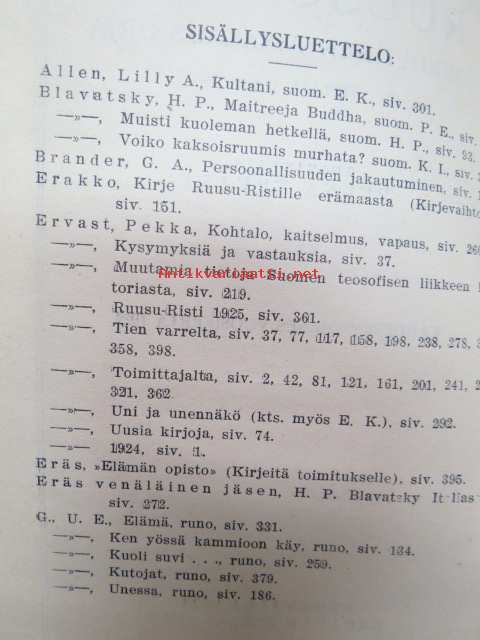 SISÄLLYSLUETTELO:
Allen, Lilly A., Kultani, suom. E. K., siv. 301.
Blavatsky, H. P., Maitreeja Buddha, suom. P. E., siv.
—»—, Muisti kuoleman hetkellä, suom. H. P., siv. 33.
—»—, Voiko kaksoisruumis murhata? suom. K. I., siv.
Brander, G. A., Persoonallisuuden jakautuminen, siv.
Erakko, Kirje Ruusu-Ristille erämaasta (Kirjevaihto
siv. 151.
Ervast, Pekka, Kohtalo, kaitselmus, vapaus, siv. 260
—»—, Kysymyksiä ja vastauksia, siv. 37.
—»—, Muutamia tietoja Suomen teosofisen liikkeen
Antikvariaatti.net
toriasta, siv. 219.
—»—, Ruusu-Risti 1925, siv. 361.
—»—, Tien varrelta, siv. 37, 77, 117, 158, 198, 238, 278,
358, 398.
—»—, Toimittajalta, siv. 2, 42, 81, 121, 161, 201, 241,
321, 362
—»—, Uni ja unennäkö (kts. myös E. K.), siv. 292.
—»—, Uusia kirjoja, siv. 74.
—»— 1924, siv. 1.
Eräs, »Elämän opisto» (Kirjeitä toimitukselle), siv. 395.
Eräs venäläinen jäsen, H. P. Blavatsky
siv. 272.
G., U. E., Elämä, runo, siv. 331.
—»—, Ken yössä kammioon käy, runo, siv. 134.
—»—, Kuoli suvi . . ., runo, siv. 259.
—»—, Kutojat, runo, siv. 379.
—»—, Unessa, runo, siv. 186.